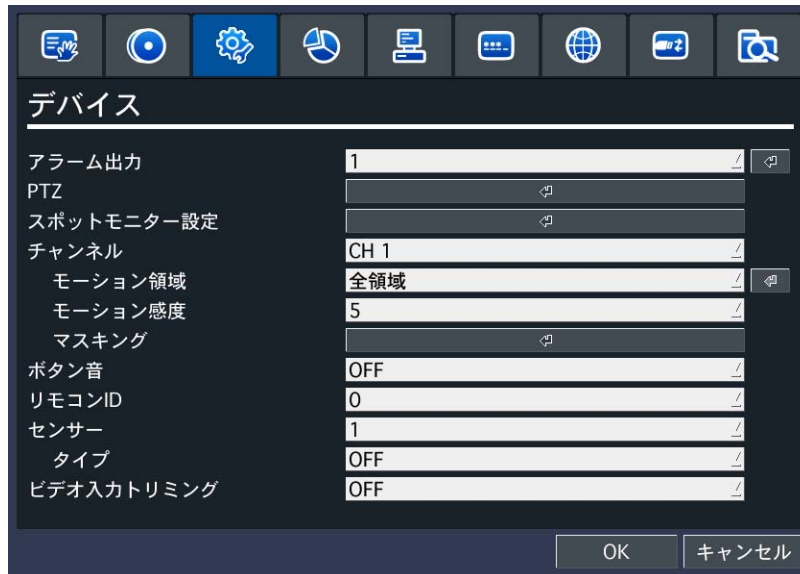 デバイス
アラーム出力 1
PTZ
スポットモニター設定
チャンネル CH 1
モーション領域 全領域
モーション感度 5
マスキング
ボタン音 OFF
リモコンID 0
センサー 1
タイプ OFF
ビデオ入力トリミング OFF
OK キャンセル